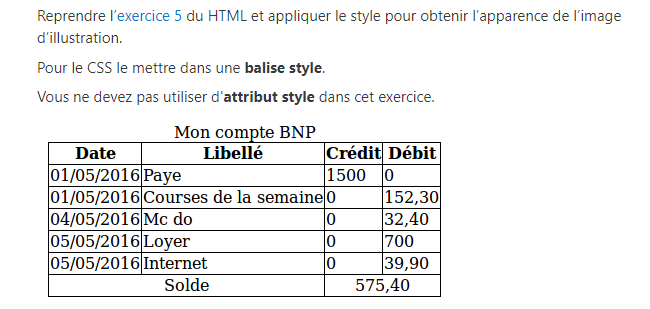 Reprendre l'exercice 5 du HTML et appliquer le style pour obtenir l'apparence de l'image
d'illustration.
Pour le CSS le mettre dans une balise style.
Vous ne devez pas utiliser d'attribut style dans cet exercice.
Mon compte BNP
Date Libellé Crédit Débit
01/05/2016 Paye 1500 0
01/05/2016 Courses de la semaine 0 152,30
04/05/2016 Mc do 0 32,40
05/05/2016 Loyer 0 700
05/05/2016 Internet 0 39,90
Solde 575,40